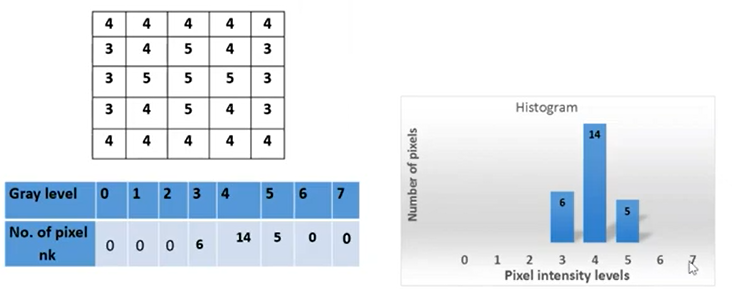 4 4 4 4 4
3 4 5 4 3
3 5 5 5 3
3 4 5 4 3
4 4 4 4 4
Gray level 0 1 2 3 4 5 6 7
No. of pixel
nk
0 0 0 6 14 5 0 0
Histogram
Number of pixels
14
6
5
0 1 2 3 4 5 6 7
Pixel intensity levels